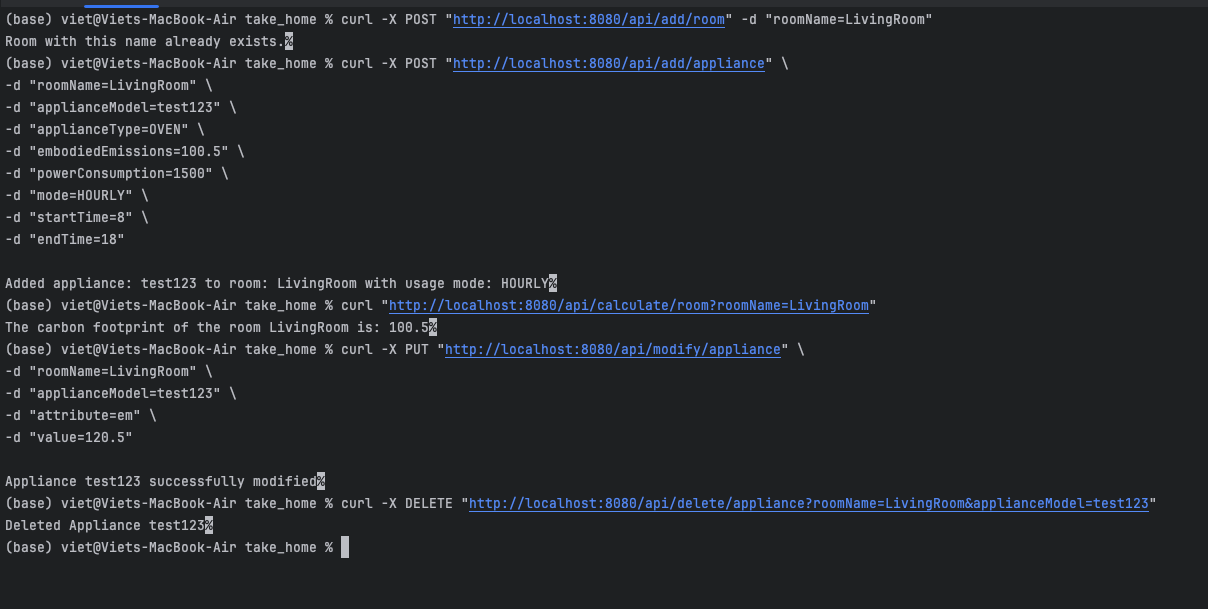 (base) viet@Viets-MacBook-Air take_home % curl -X POST "http://localhost:8080/api/add/room" -d "roomName=LivingRoom"
Room with this name already exists.%
(base) viet@Viets-MacBook-Air take_home % curl -X POST "http://localhost:8080/api/add/appliance" \
-d "roomName=LivingRoom" \
-d "applianceModel=test123" \
-d "applianceType=OVEN" \
-d "embodiedEmissions=100.5" \
-d "powerConsumption=1500" \
-d "mode=HOURLY" \
-d "startTime=8" \
-d "endTime=18"
Added appliance: test123 to room: LivingRoom with usage mode: HOURLY%
(base) viet@Viets-MacBook-Air take_home % curl "http://localhost:8080/api/calculate/room?roomName=LivingRoom"
The carbon footprint of the room LivingRoom is: 100.5%
(base) viet@Viets-MacBook-Air take_home % curl -X PUT "http://localhost:8080/api/modify/appliance" \
-d "roomName=LivingRoom" \
-d "applianceModel=test123" \
-d "attribute=em" \
-d "value=120.5"
Appliance test123 successfully modified%
(base) viet@Viets-MacBook-Air take_home % curl -X DELETE "http://localhost:8080/api/delete/appliance?roomName=LivingRoom&applianceModel=test123"
Deleted Appliance test123%
(base) viet@Viets-MacBook-Air take_home %